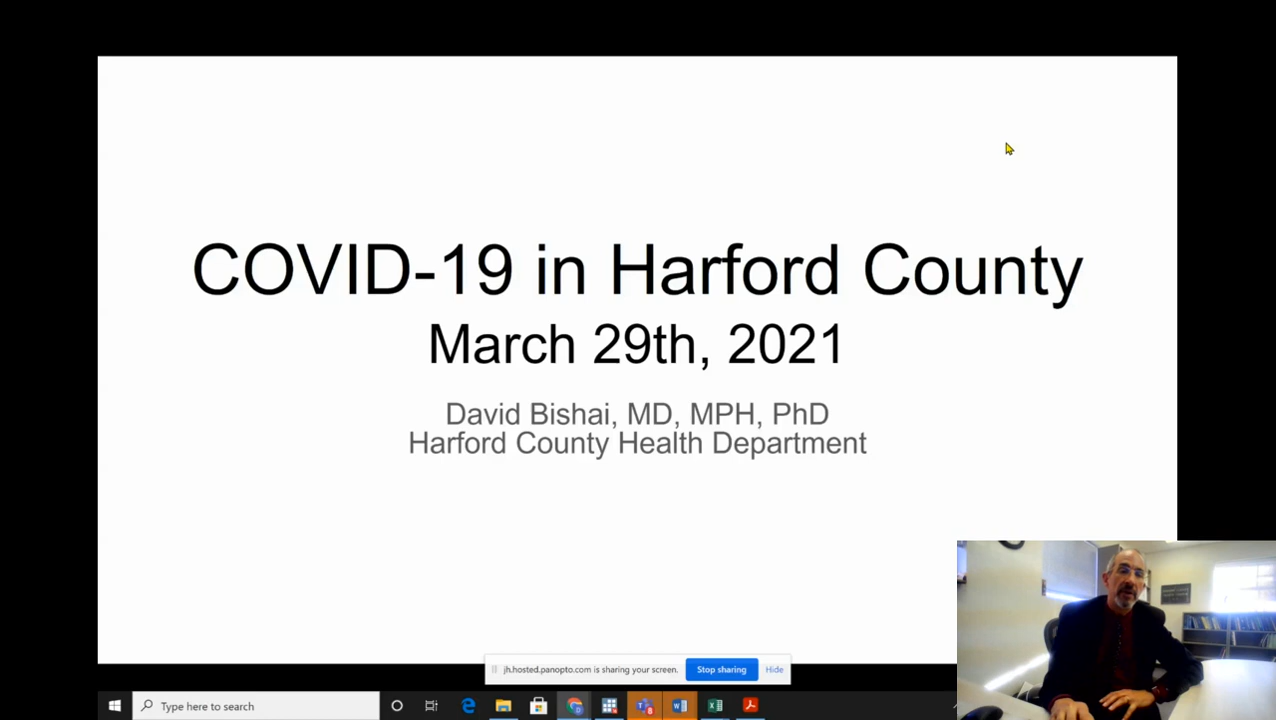 COVID-19 in Harford County
March 29th, 2021
David Bishai, MD, MPH, PhD
Harford County Health Department
jh.hosted.panopto.com is sharing your screen. Stop sharing Hide
Type here to search